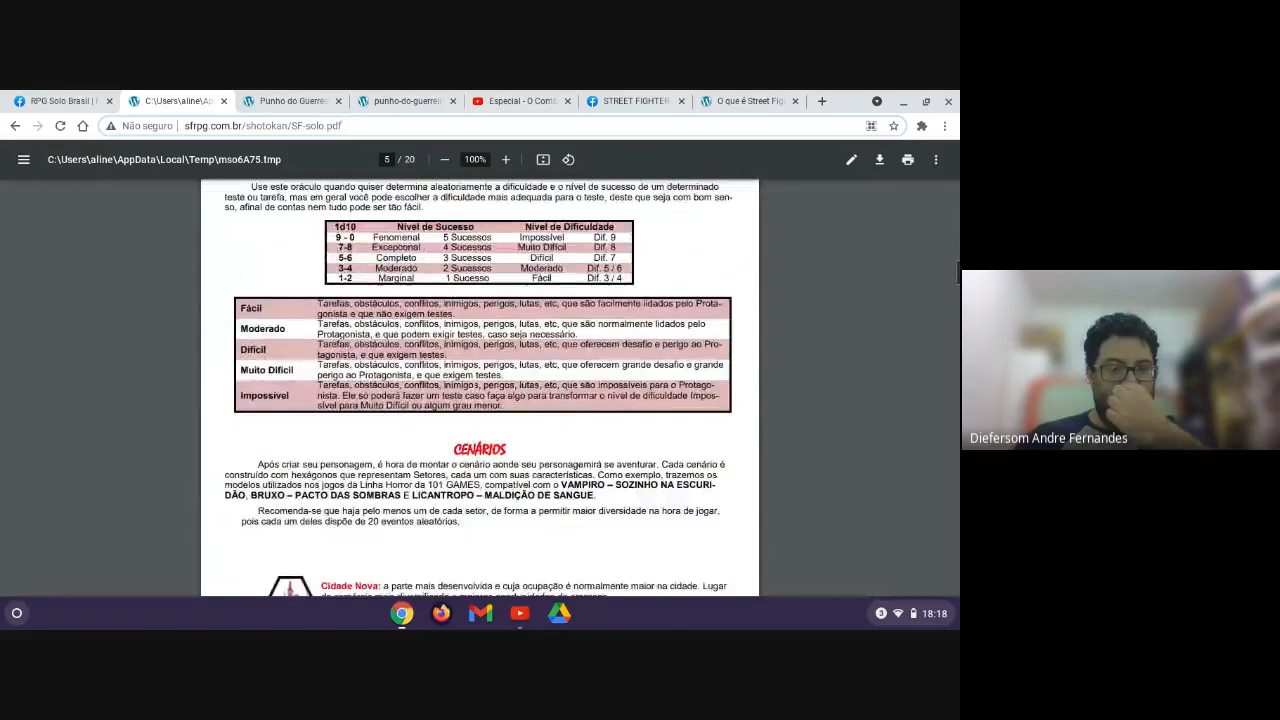 RPG Solo Brasil | F
C:\Users\aline\Ap
Punho do Guerrei
punho-do-guerrei
Especial - O Comb
STREET FIGHTER
O que é Street Figh
Não seguro | sfrpg.com.br/shotokan/SF-solo.pdf
C:\Users\aline\AppData\Local\Temp\mso6A75.tmp 5 / 20 — 100% +
Use este oráculo quando quiser determina aleatoriamente a dificuldade e o nível de sucesso de um determinado
teste ou tarefa, mas em geral você pode escolher a dificuldade mais adequada para o teste, deste que seja com bom sen-
so, afinal de contas nem tudo pode ser tão fácil.
1d10 Nível de Sucesso Nível de Dificuldade
9 - 0 Fenomenal 5 Sucessos Impossível Dif. 9
7-8 Excepcional 4 Sucessos Muito Difícil Dif. 8
5-6 Completo 3 Sucessos Difícil Dif. 7
3-4 Moderado 2 Sucessos Moderado Dif. 5 / 6
1-2 Marginal 1 Sucesso Fácil Dif. 3 / 4
Fácil Tarefas, obstáculos, conflitos, inimigos, perigos, lutas, etc, que são facilmente lidados pelo Prota-
gonista e que não exigem testes.
Moderado Tarefas, obstáculos, conflitos, inimigos, perigos, lutas, etc, que são normalmente lidados pelo
Protagonista, e que podem exigir testes, caso seja necessário.
Difícil Tarefas, obstáculos, conflitos, inimigos, perigos, lutas, etc, que oferecem desafio e perigo ao Pro-
tagonista, e que exigem testes.
Muito Difícil Tarefas, obstáculos, conflitos, inimigos, perigos, lutas, etc, que oferecem grande desafio e grande
perigo ao Protagonista, e que exigem testes.
Impossível Tarefas, obstáculos, conflitos, inimigos, perigos, lutas, etc, que são impossíveis para o Protago-
nista. Ele só poderá fazer um teste caso faça algo para transformar o nível de dificuldade Impos-
sível para Muito Difícil ou algum grau menor.
CENÁRIOS
Após criar seu personagem, é hora de montar o cenário aonde seu personagemirá se aventurar. Cada cenário é
construído com hexágonos que representam Setores, cada um com suas características. Como exemplo, trazemos os
modelos utilizados nos jogos da Linha Horror da 101 GAMES, compatível com o VAMPIRO – SOZINHO NA ESCURI-
DÃO, BRUXO – PACTO DAS SOMBRAS E LICANTROPO – MALDIÇÃO DE SANGUE.
Recomenda-se que haja pelo menos um de cada setor, de forma a permitir maior diversidade na hora de jogar,
pois cada um deles dispõe de 20 eventos aleatórios.
Cidade Nova: a parte mais desenvolvida e cuja ocupação é normalmente maior na cidade. Lugar
Diefersom Andre Fernandes
3 18:18